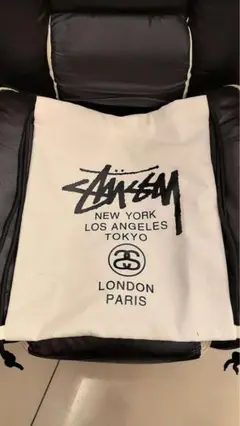 STÜSSY
NEW YORK
LOS ANGELES
TOKYO
LONDON
PARIS